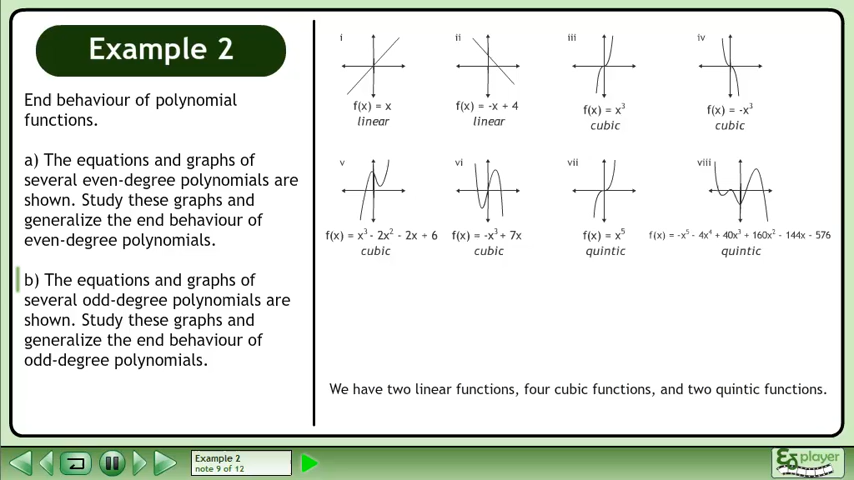 Example 2
End behaviour of polynomial
functions.
a) The equations and graphs of
several even-degree polynomials are
shown. Study these graphs and
generalize the end behaviour of
even-degree polynomials.
b) The equations and graphs of
several odd-degree polynomials are
shown. Study these graphs and
generalize the end behaviour of
odd-degree polynomials.
i ii iii iv
f(x) = x f(x) = -x + 4 f(x) = x³ f(x) = -x³
linear linear cubic cubic
v vi vii viii
f(x) = x³ - 2x² - 2x + 6 f(x) = -x³ + 7x f(x) = x⁵ f(x) = -x⁵ - 4x⁴ + 40x³ + 160x² - 144x - 576
cubic cubic quintic quintic
We have two linear functions, four cubic functions, and two quintic functions.
Example 2
note 9 of 12
player